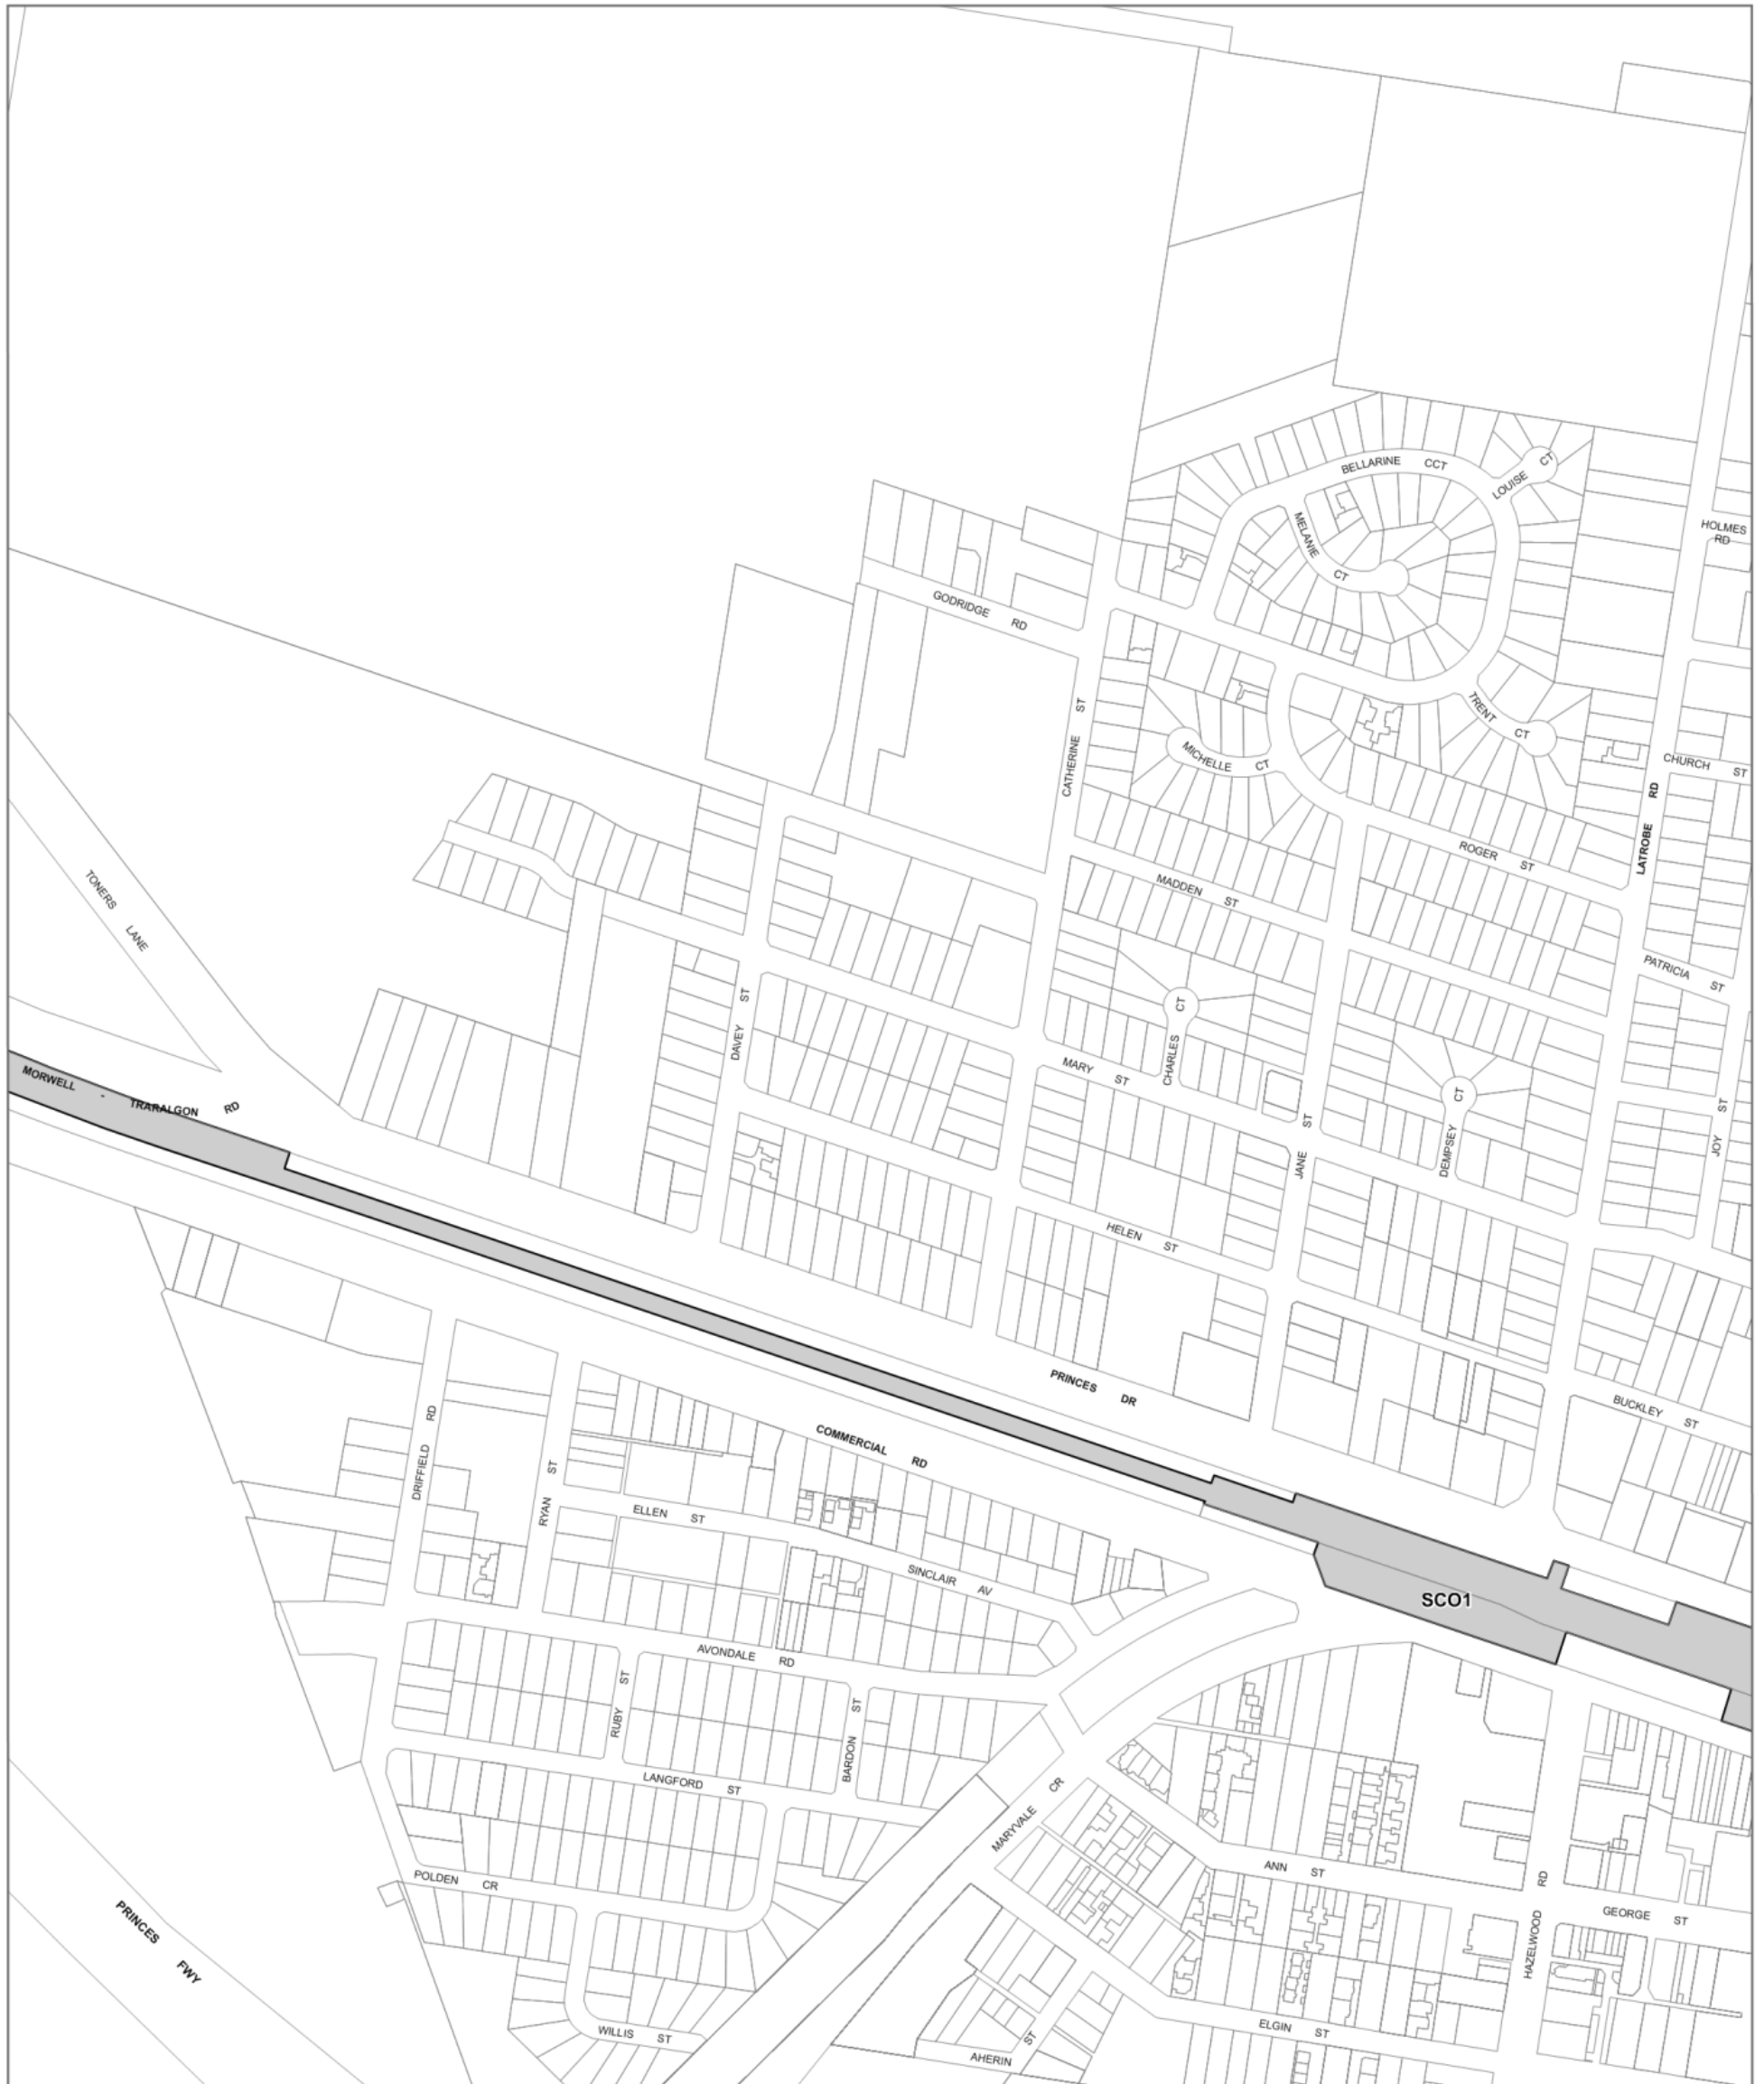 BELLARINE CCT
LOUISE CT
MELANIE CT
HOLMES RD
GODRIDGE RD
CATHERINE ST
TRENT CT
MICHELLE CT
CHURCH ST
LATROBE RD
ROGER ST
MADDEN ST
TONERS LANE
PATRICIA ST
DAVEY ST
CHARLES CT
MARY ST
MORWELL - TRARALGON RD
DEMPSEY CT
JOY ST
JANE ST
HELEN ST
PRINCES DR
BUCKLEY ST
DRIFFIELD RD
COMMERCIAL RD
RYAN ST
ELLEN ST
SINCLAIR AV
SCO1
AVONDALE RD
RUBY ST
BARDON ST
LANGFORD ST
MARYVALE CR
ANN ST
POLDEN CR
HAZELWOOD RD
GEORGE ST
PRINCES FWY
WILLIS ST
ELGIN ST
AHERIN ST